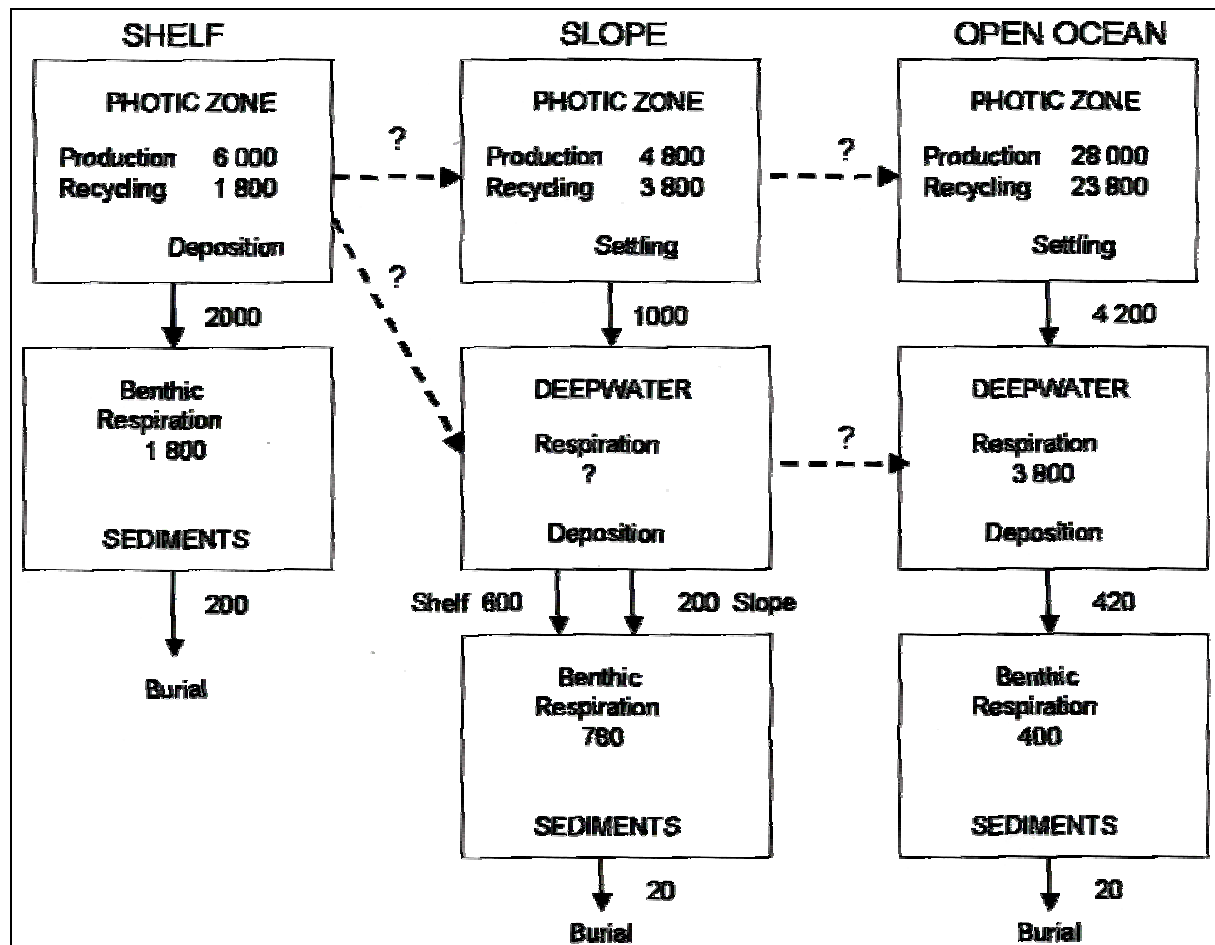 SHELF
PHOTIC ZONE
Production 6 000
Recycling 1 800
Deposition
2000
Benthic
Respiration
1 800
SEDIMENTS
200
Burial
?
?
SLOPE
PHOTIC ZONE
Production 4 800
Recycling 3 800
Settling
1000
DEEPWATER
Respiration
?
Deposition
Shelf 600
200 Slope
Benthic
Respiration
780
SEDIMENTS
20
Burial
?
?
OPEN OCEAN
PHOTIC ZONE
Production 28 000
Recycling 23 800
Settling
4 200
DEEPWATER
Respiration
3 800
Deposition
420
Benthic
Respiration
400
SEDIMENTS
20
Burial